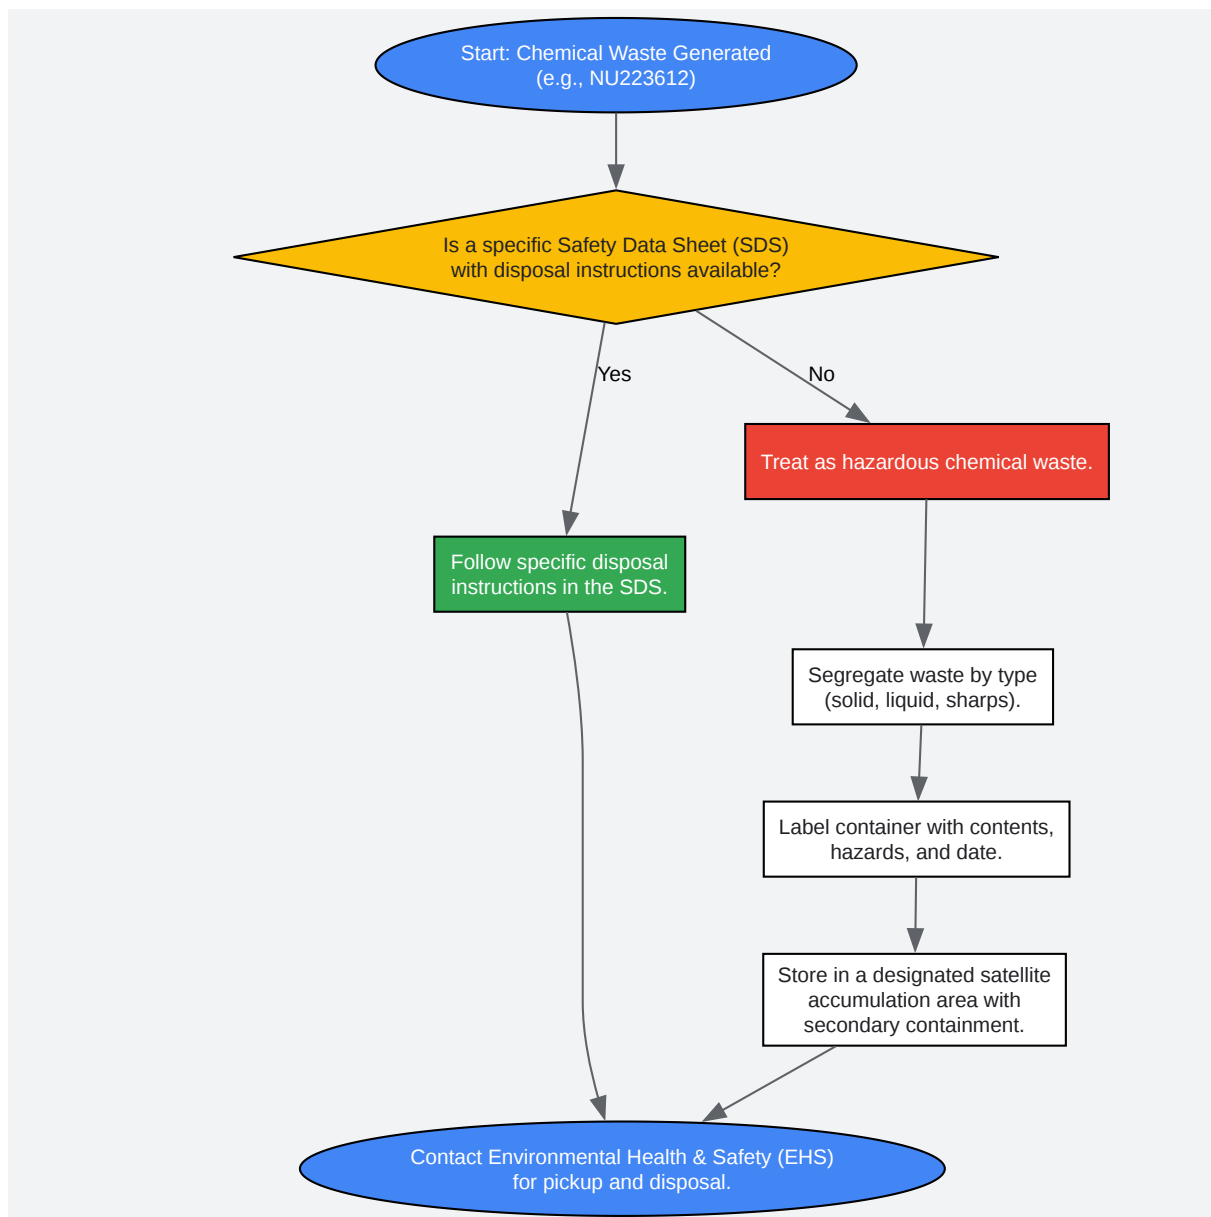 Start: Chemical Waste Generated
(e.g., NU223612)
Is a specific Safety Data Sheet (SDS)
with disposal instructions available?
Yes
No
Treat as hazardous chemical waste.
Follow specific disposal
instructions in the SDS.
Segregate waste by type
(solid, liquid, sharps).
Label container with contents,
hazards, and date.
Store in a designated satellite
accumulation area with
secondary containment.
Contact Environmental Health & Safety (EHS)
for pickup and disposal.